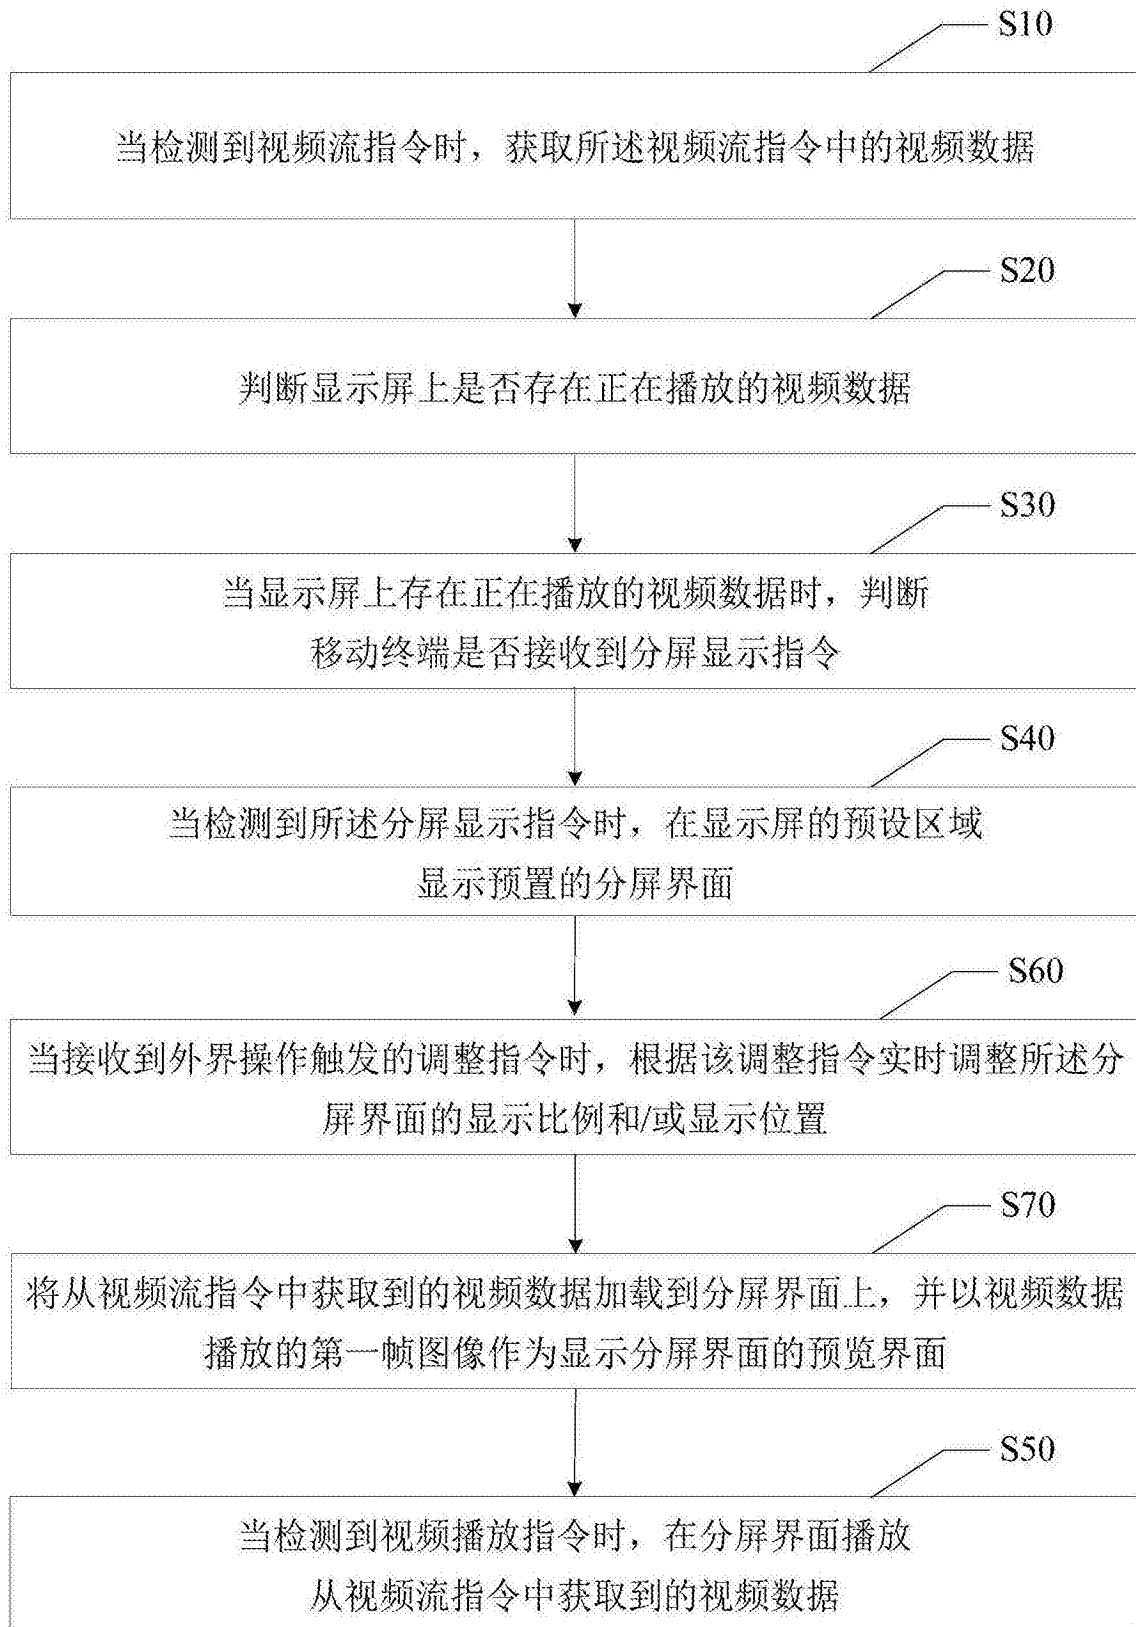 S10
当检测到视频流指令时，获取所述视频流指令中的视频数据
S20
判断显示屏上是否存在正在播放的视频数据
S30
当显示屏上存在正在播放的视频数据时，判断
移动终端是否接收到分屏显示指令
S40
当检测到所述分屏显示指令时，在显示屏的预设区域
显示预置的分屏界面
S60
当接收到外界操作触发的调整指令时，根据该调整指令实时调整所述分
屏界面的显示比例和/或显示位置
S70
将从视频流指令中获取到的视频数据加载到分屏界面上，并以视频数据
播放的第一帧图像作为显示分屏界面的预览界面
S50
当检测到视频播放指令时，在分屏界面播放
从视频流指令中获取到的视频数据